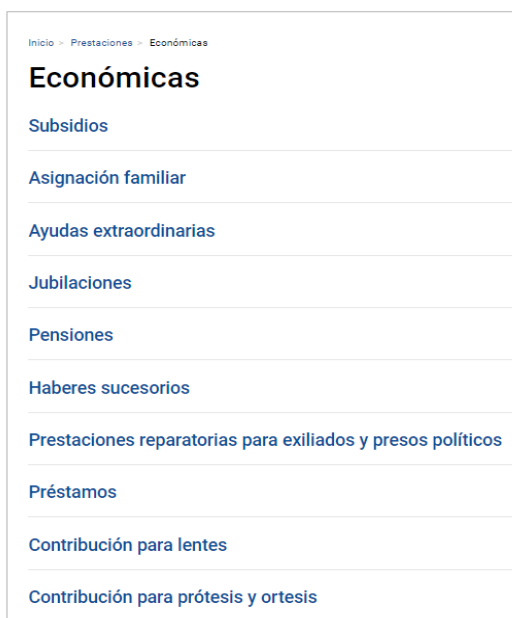 Inicio > Prestaciones > Económicas
Económicas
Subsidios
Asignación familiar
Ayudas extraordinarias
Jubilaciones
Pensiones
Haberes sucesorios
Prestaciones reparatorias para exiliados y presos políticos
Préstamos
Contribución para lentes
Contribución para prótesis y ortesis